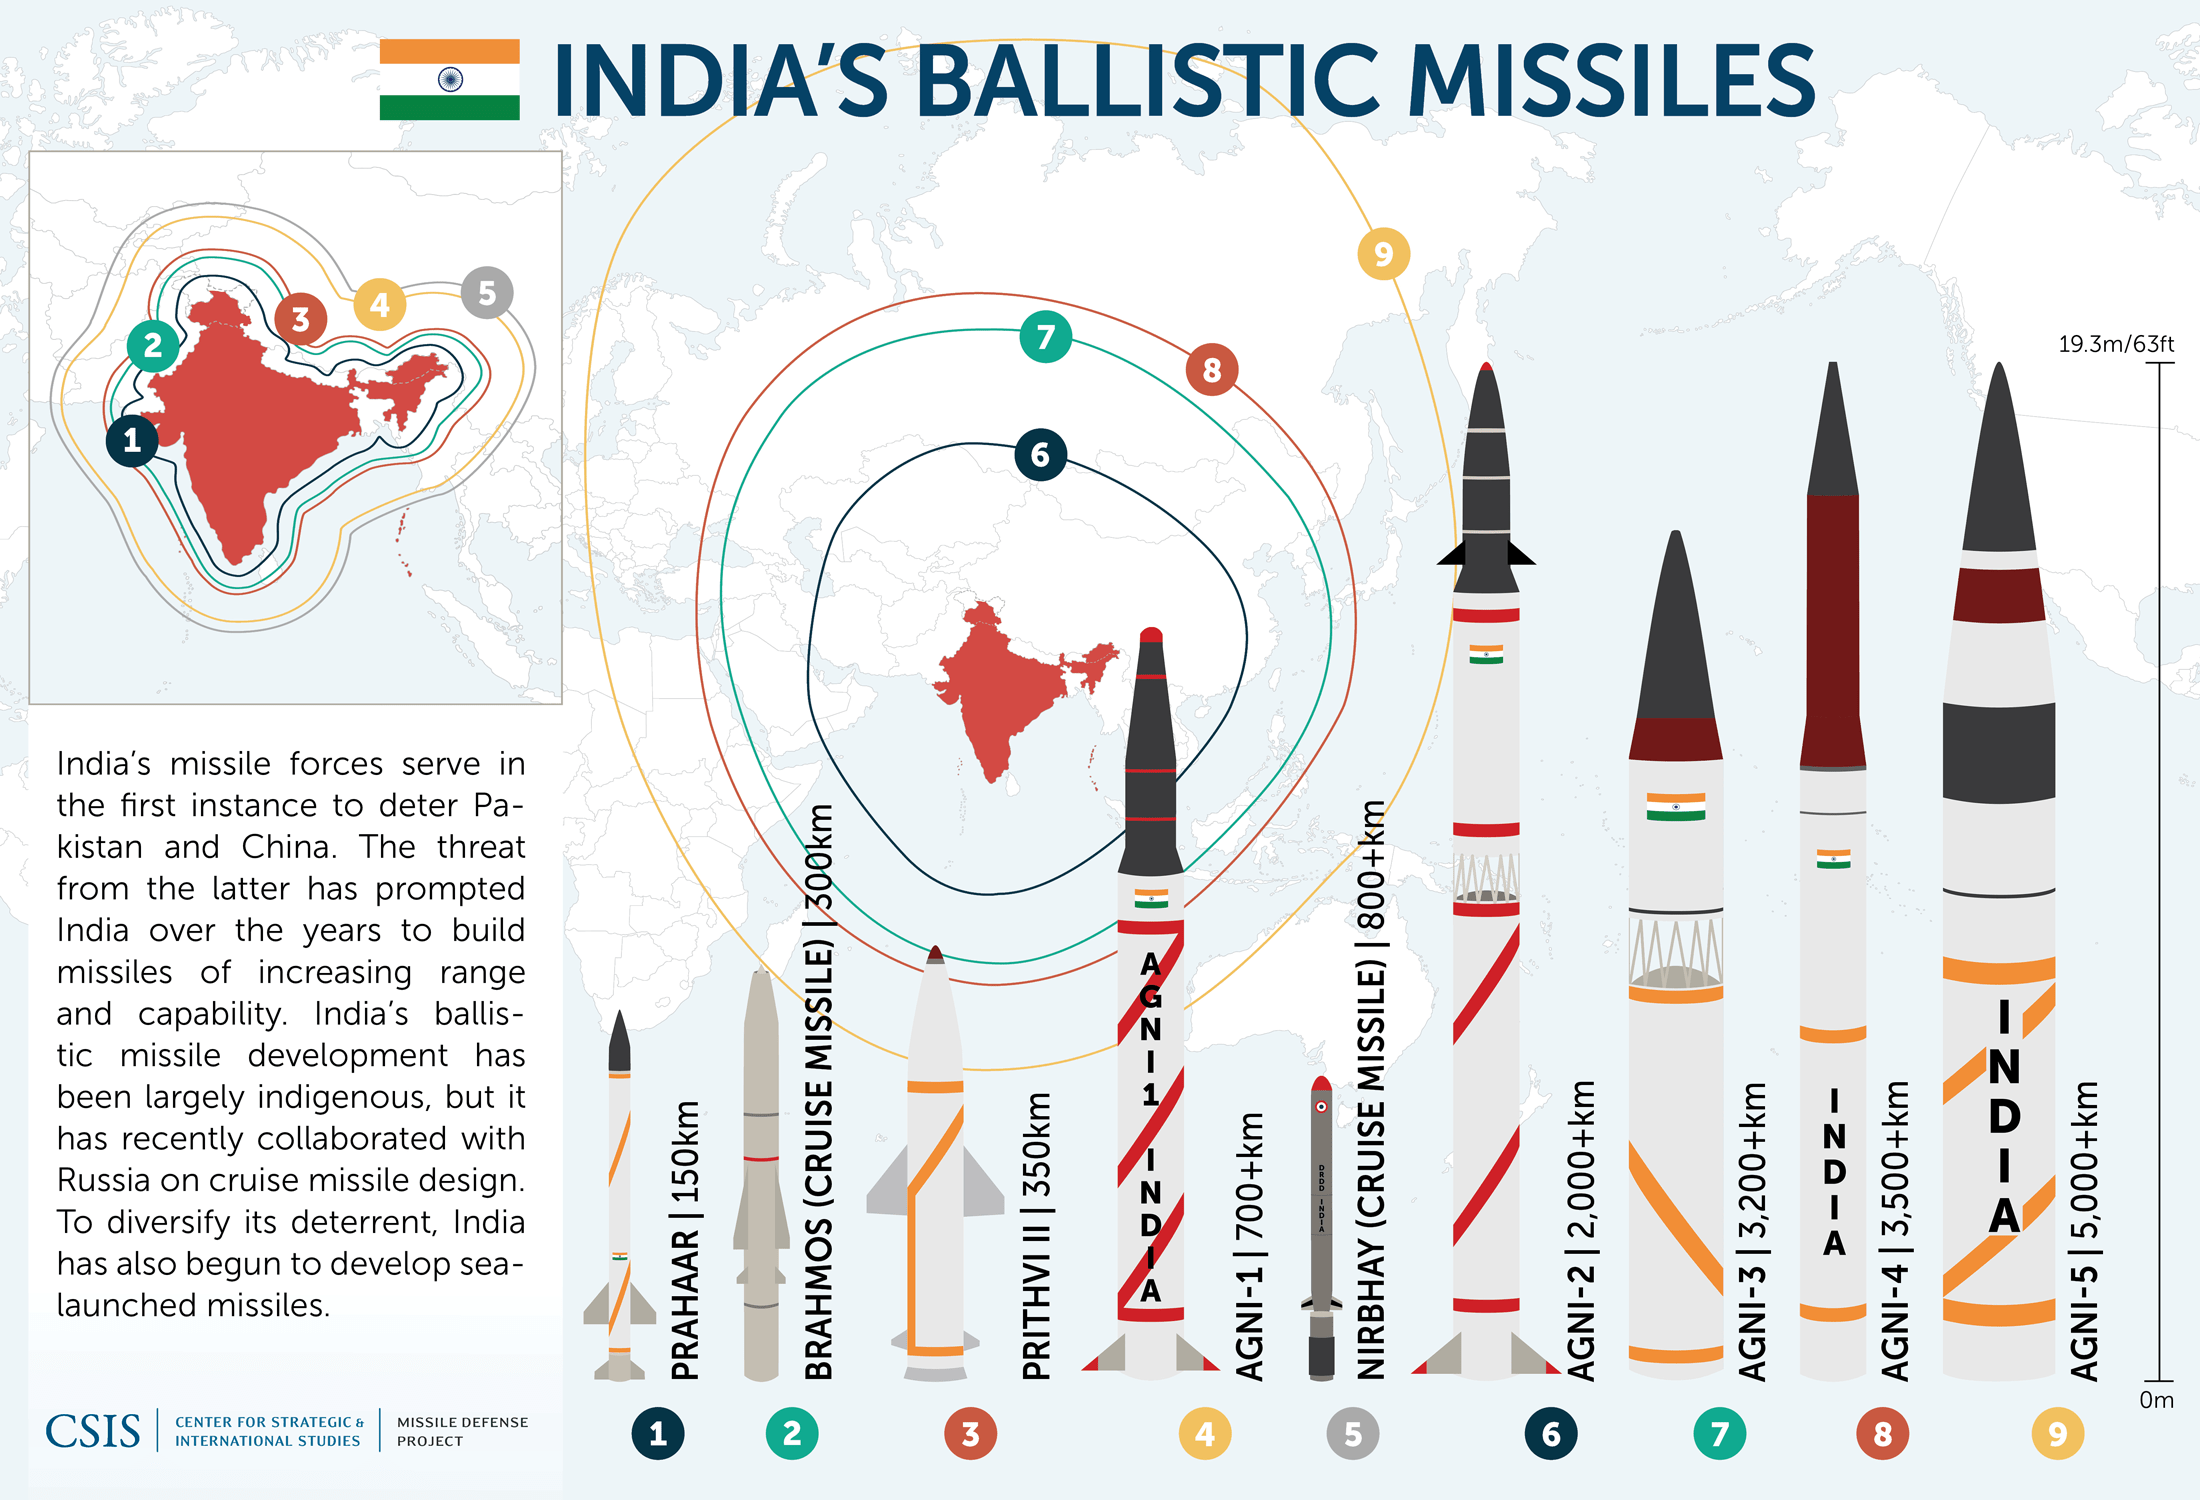 INDIA'S BALLISTIC MISSILES
1
2
3
4
5
6
7
8
9
India's missile forces serve in
the first instance to deter Pa-
kistan and China. The threat
from the latter has prompted
India over the years to build
missiles of increasing range
and capability. India's ballis-
tic missile development has
been largely indigenous, but it
has recently collaborated with
Russia on cruise missile design.
To diversify its deterrent, India
has also begun to develop sea-
launched missiles.
CSIS
CENTER FOR STRATEGIC &
INTERNATIONAL STUDIES
MISSILE DEFENSE
PROJECT
PRAHAAR | 150km
BRAHMOS (CRUISE MISSILE) | 300km
PRITHVI II | 350km
AGNI1 INDIA
AGNI-1 | 700+km
DRDD INDIA
NIRBHAY (CRUISE MISSILE) | 800+km
AGNI-2 | 2,000+km
AGNI-3 | 3,200+km
INDIA
AGNI-4 | 3,500+km
INDIA
AGNI-5 | 5,000+km
19.3m/63ft
0m
1
2
3
4
5
6
7
8
9